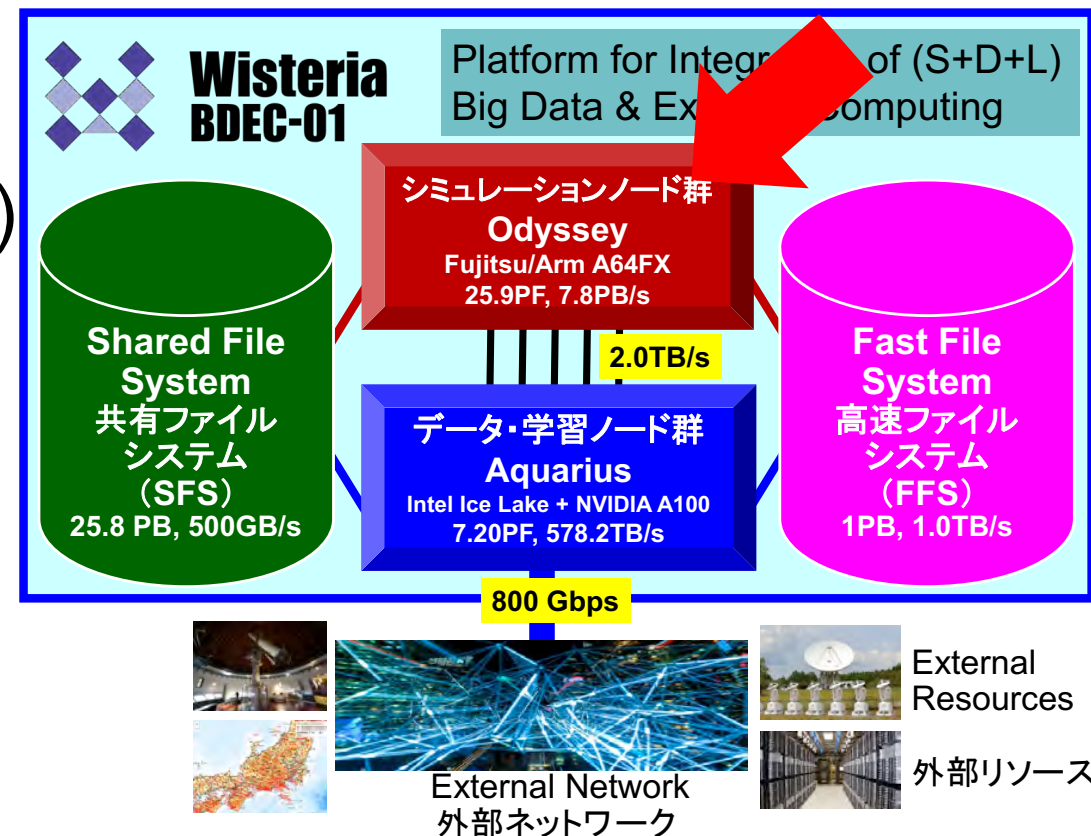 Wisteria
BDEC-01
Platform for Integr of (S+D+L)
Big Data & Ex omputing
)
シミュレーションノード群
Odyssey
Fujitsu/Arm A64FX
25.9PF, 7.8PB/s
2.0TB/s
Shared File
System
共有ファイル
システム
（SFS）
25.8 PB, 500GB/s
データ・学習ノード群
Aquarius
Intel Ice Lake + NVIDIA A100
7.20PF, 578.2TB/s
Fast File
System
高速ファイル
システム
（FFS）
1PB, 1.0TB/s
800 Gbps
External Network
外部ネットワーク
External
Resources
外部リソース